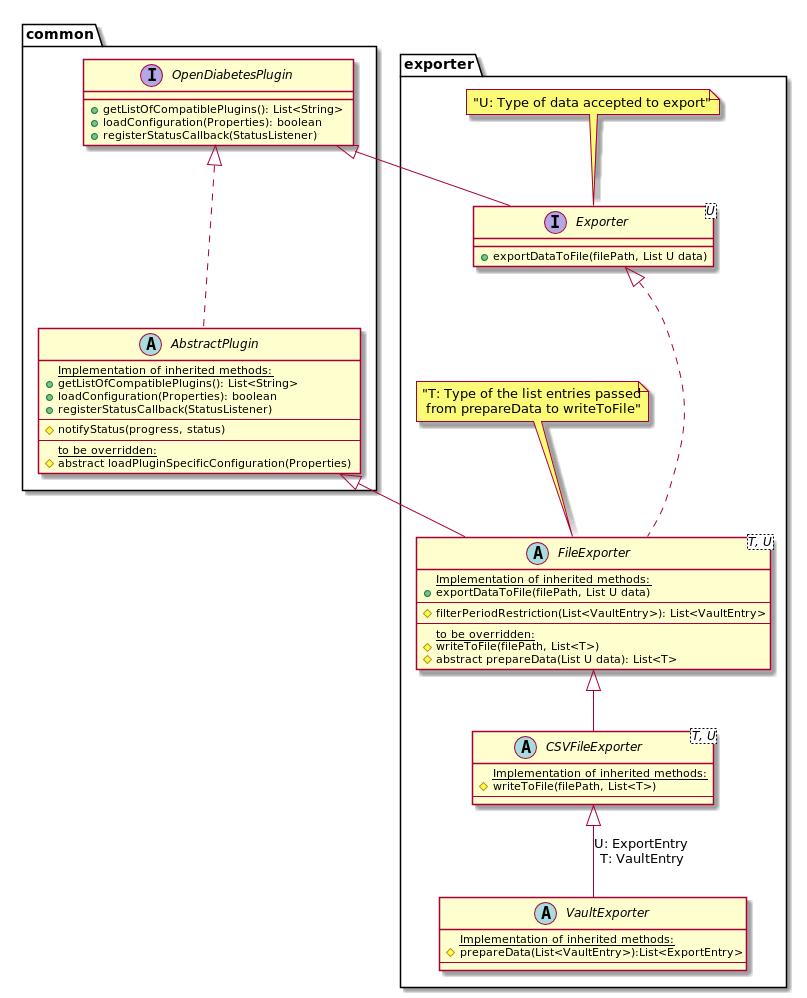 common
OpenDiabetesPlugin
getListOfCompatiblePlugins(): List<String>
loadConfiguration(Properties): boolean
registerStatusCallback(StatusListener)
AbstractPlugin
Implementation of inherited methods:
getListOfCompatiblePlugins(): List<String>
loadConfiguration(Properties): boolean
registerStatusCallback(StatusListener)
notifyStatus(progress, status)
to be overridden:
abstract loadPluginSpecificConfiguration(Properties)
exporter
"U: Type of data accepted to export"
U
Exporter
exportDataToFile(filePath, List U data)
"T: Type of the list entries passed
from prepareData to writeToFile"
T, U
FileExporter
Implementation of inherited methods:
exportDataToFile(filePath, List U data)
filterPeriodRestriction(List<VaultEntry>): List<VaultEntry>
to be overridden:
writeToFile(filePath, List<T>)
abstract prepareData(List U data): List<T>
T, U
CSVFileExporter
Implementation of inherited methods:
writeToFile(filePath, List<T>)
U: ExportEntry
T: VaultEntry
VaultExporter
Implementation of inherited methods:
prepareData(List<VaultEntry>):List<ExportEntry>